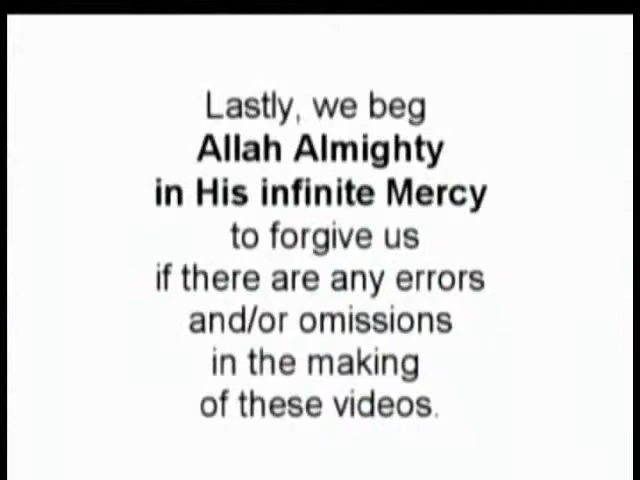 Lastly, we beg
Allah Almighty
in His infinite Mercy
to forgive us
if there are any errors
and/or omissions
in the making
of these videos.